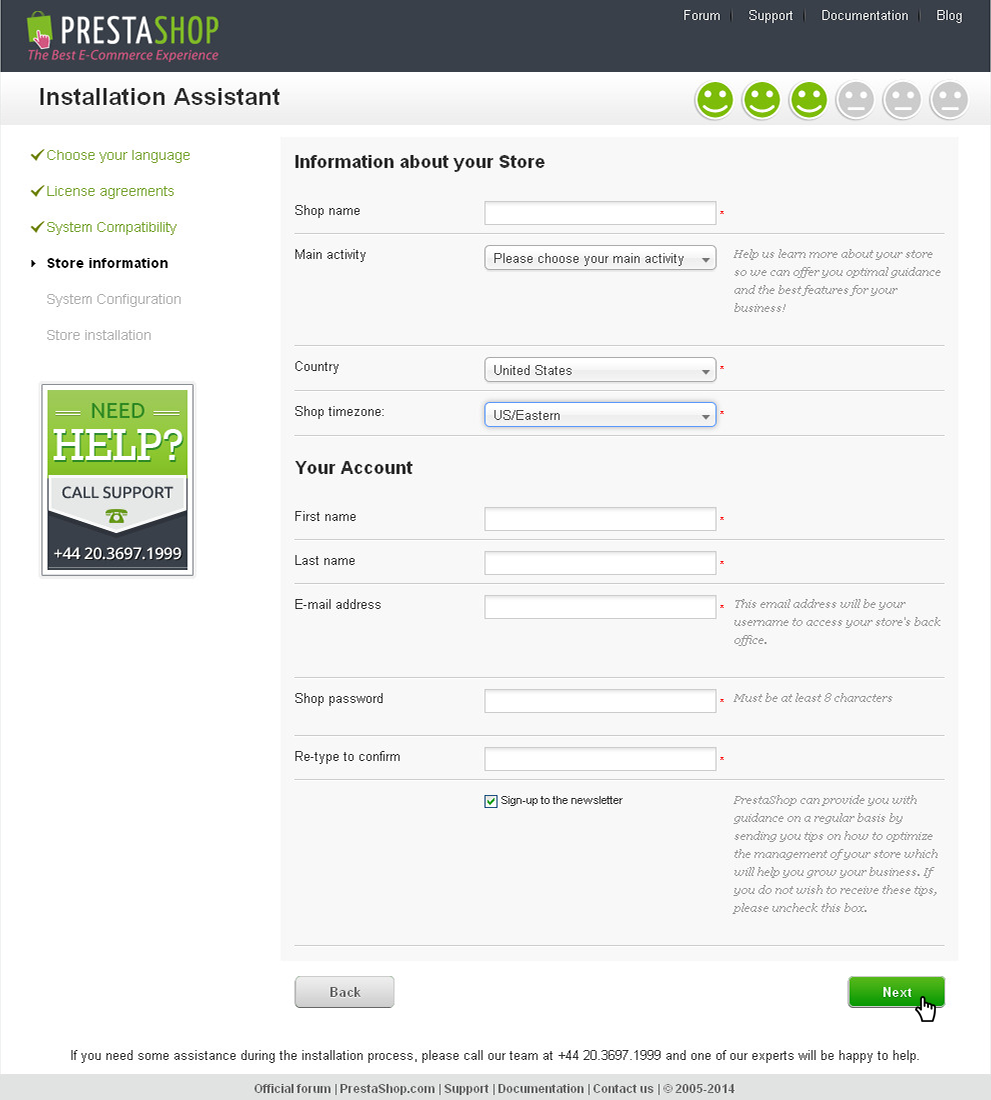 PRESTASHOP
The Best E-Commerce Experience
Forum Support Documentation Blog
Installation Assistant
Choose your language
License agreements
System Compatibility
Store information
System Configuration
Store installation
NEED
HELP?
CALL SUPPORT
+44 20.3697.1999
Information about your Store
Shop name *
Main activity Please choose your main activity
Help us learn more about your store
so we can offer you optimal guidance
and the best features for your
business!
Country United States *
Shop timezone: US/Eastern *
Your Account
First name *
Last name *
E-mail address *
This email address will be your
username to access your store's back
office.
Shop password * Must be at least 8 characters
Re-type to confirm *
Sign-up to the newsletter
PrestaShop can provide you with
guidance on a regular basis by
sending you tips on how to optimize
the management of your store which
will help you grow your business. If
you do not wish to receive these tips,
please uncheck this box.
Back Next
If you need some assistance during the installation process, please call our team at +44 20.3697.1999 and one of our experts will be happy to help.
Official forum | PrestaShop.com | Support | Documentation | Contact us | © 2005-2014